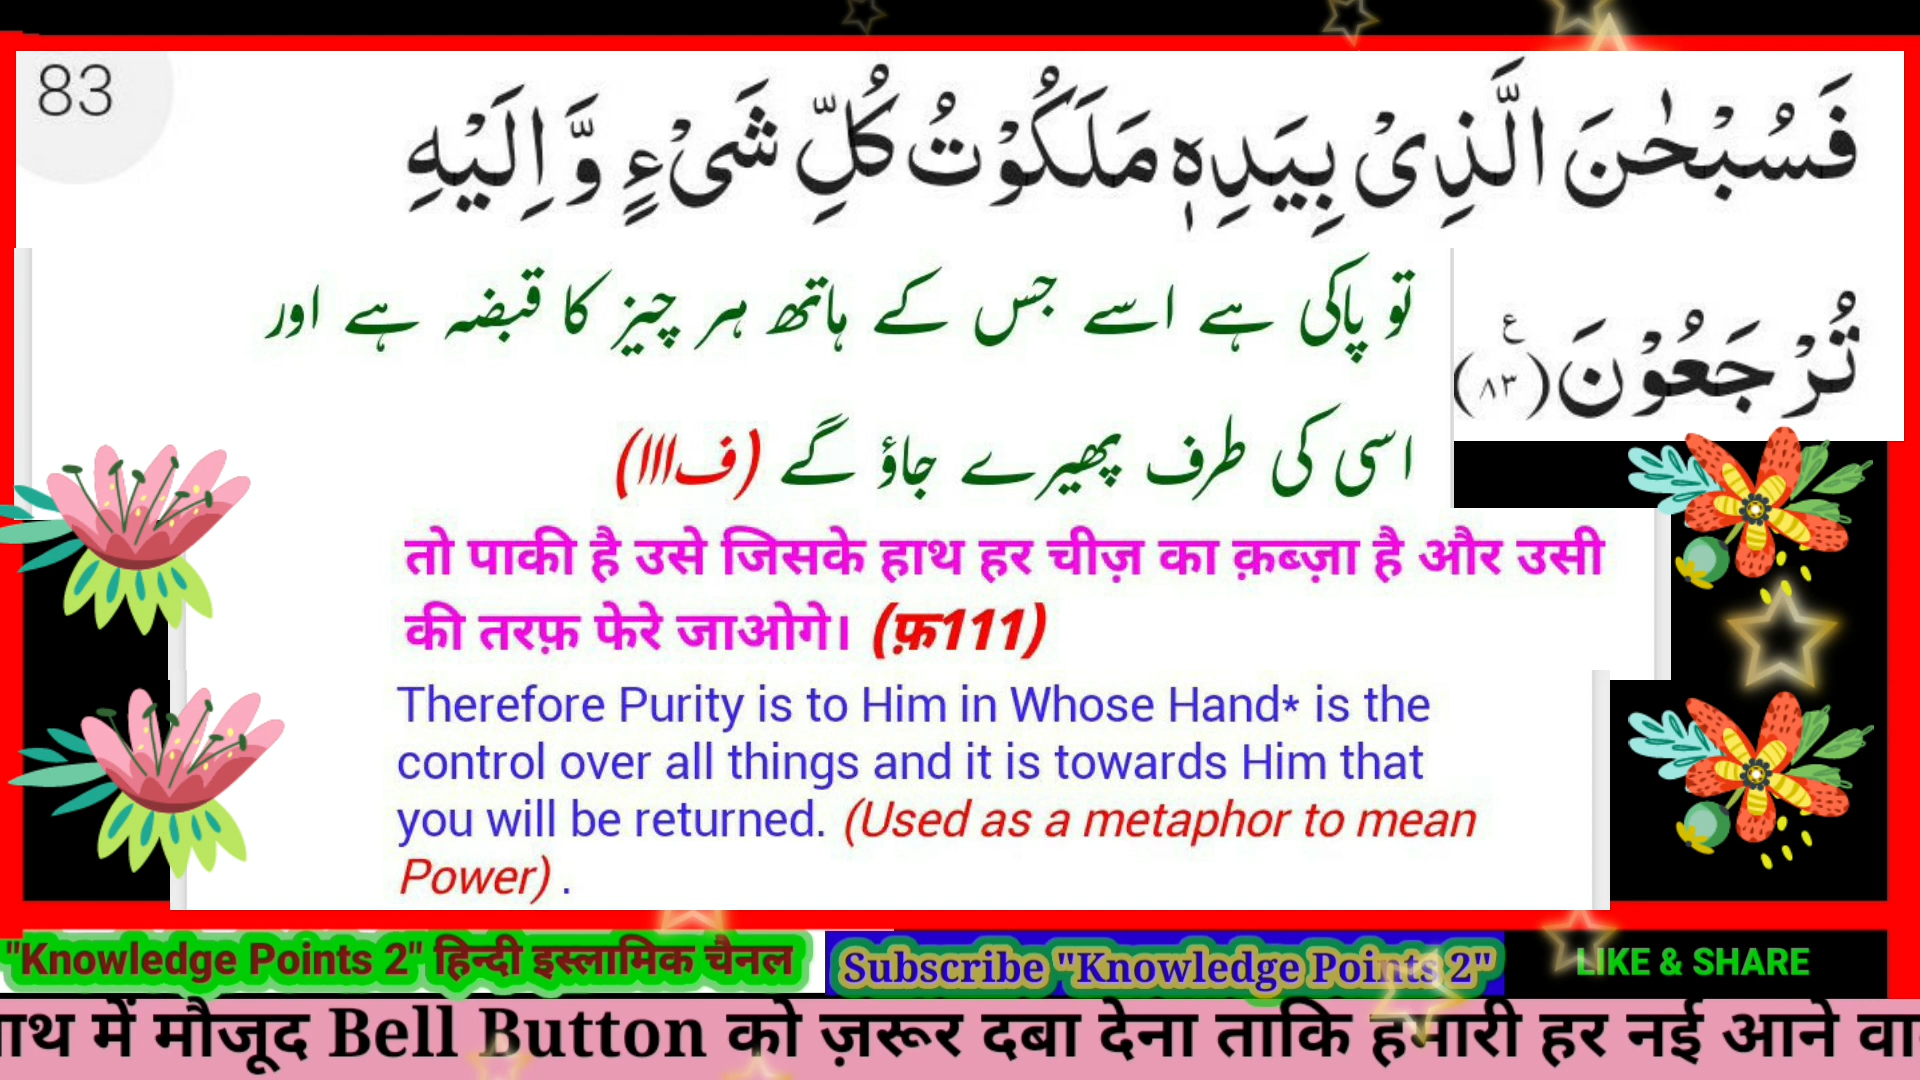 83
فَسُبْحٰنَ الَّذِیْ بِیَدِهٖ مَلَكُوْتُ كُلِّ شَیْءٍ وَّ اِلَیْهِ
تُرْجَعُوْنَ۠(۸۳)
تو پاکی ہے اسے جس کے ہاتھ ہر چیز کا قبضہ ہے اور
اسی کی طرف پھیرے جاؤ گے (ف۱۱۱)
तो पाकी है उसे जिसके हाथ हर चीज़ का क़ब्ज़ा है और उसी
की तरफ़ फेरे जाओगे। (फ़111)
Therefore Purity is to Him in Whose Hand* is the
control over all things and it is towards Him that
you will be returned. (Used as a metaphor to mean
Power) .
"Knowledge Points 2" हिन्दी इस्लामिक चैनल
Subscribe "Knowledge Points 2"
LIKE & SHARE
में मौजूद Bell Button को ज़रूर दबा देना ताकि हमारी हर नई आने